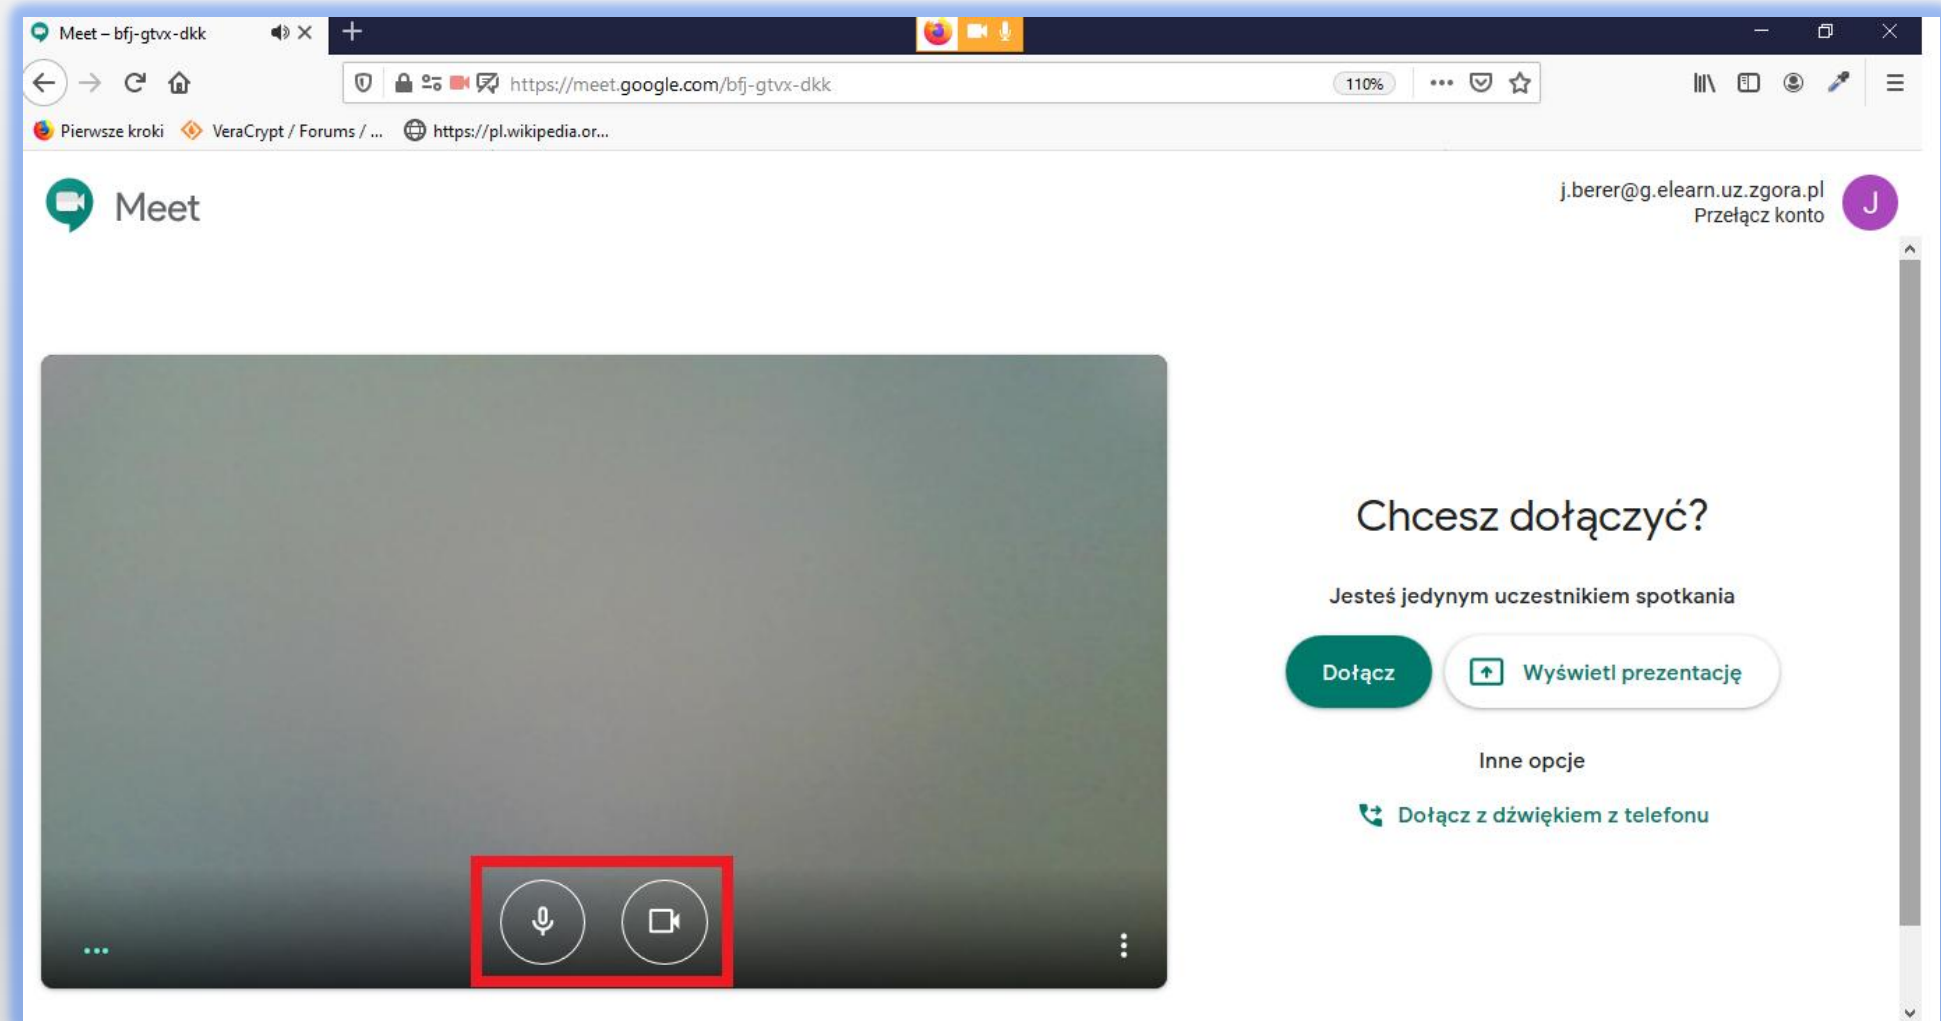 Meet – bfj-gtvx-dkk
https://meet.google.com/bfj-gtvx-dkk
110%
Pierwsze kroki
VeraCrypt / Forums / ...
https://pl.wikipedia.or...
Meet
j.berer@g.elearn.uz.zgora.pl
Przełącz konto
J
Chcesz dołączyć?
Jesteś jedynym uczestnikiem spotkania
Dołącz
Wyświetl prezentację
Inne opcje
Dołącz z dźwiękiem z telefonu